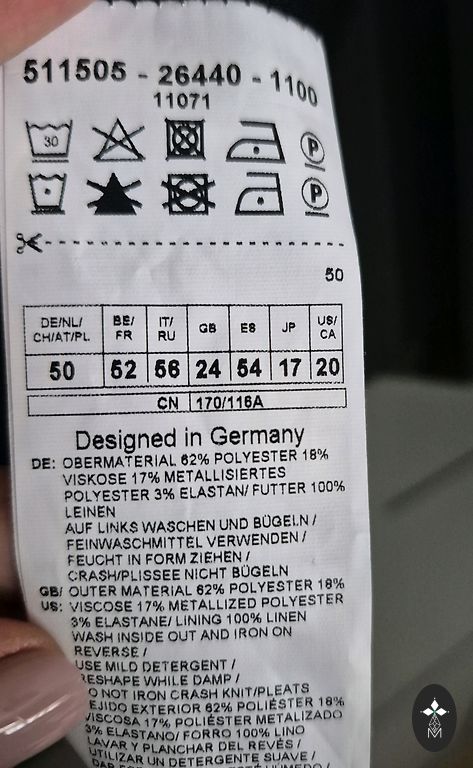 511505 - 26440 - 1100
11071
30
P
P
50
DE/NL/ CH/AT/PL BE/ FR IT/ RU GB ES JP US/ CA
50 52 56 24 54 17 20
CN 170/116A
Designed in Germany
DE: OBERMATERIAL 62% POLYESTER 18%
VISKOSE 17% METALLISIERTES
POLYESTER 3% ELASTAN/ FUTTER 100%
LEINEN
AUF LINKS WASCHEN UND BÜGELN /
FEINWASCHMITTEL VERWENDEN /
FEUCHT IN FORM ZIEHEN /
CRASH/PLISSEE NICHT BÜGELN
GB/ OUTER MATERIAL 62% POLYESTER 18%
US: VISCOSE 17% METALLIZED POLYESTER
3% ELASTANE/ LINING 100% LINEN
WASH INSIDE OUT AND IRON ON
REVERSE /
USE MILD DETERGENT /
RESHAPE WHILE DAMP /
DO NOT IRON CRASH KNIT/PLEATS
EJIDO EXTERIOR 62% POLIÉSTER 18%
VISCOSA 17% POLIÉSTER METALIZADO
3% ELASTANO/ FORRO 100% LINO
LAVAR Y PLANCHAR DEL REVÉS /
UTILIZAR UN DETERGENTE SUAVE /